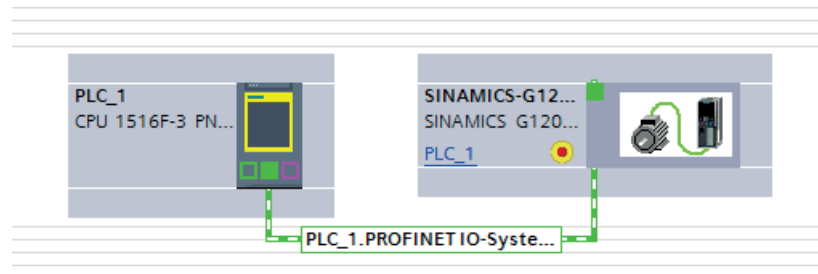 PLC_1
CPU 1516F-3 PN...
SINAMICS-G12...
SINAMICS G120...
PLC_1
PLC_1.PROFINET IO-Syste...